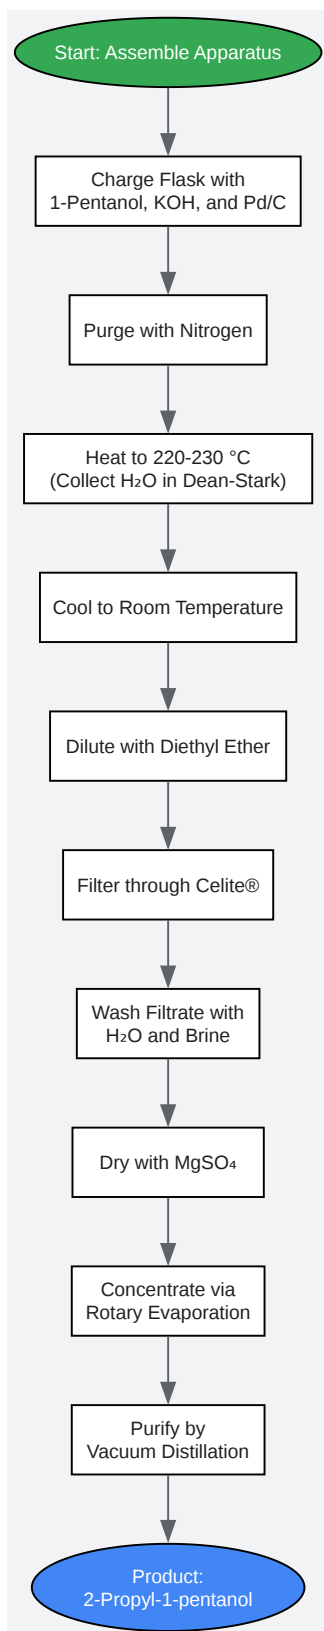 Start: Assemble Apparatus
Charge Flask with
1-Pentanol, KOH, and Pd/C
Purge with Nitrogen
Heat to 220-230 °C
(Collect H₂O in Dean-Stark)
Cool to Room Temperature
Dilute with Diethyl Ether
Filter through Celite®
Wash Filtrate with
H₂O and Brine
Dry with MgSO₄
Concentrate via
Rotary Evaporation
Purify by
Vacuum Distillation
Product:
2-Propyl-1-pentanol